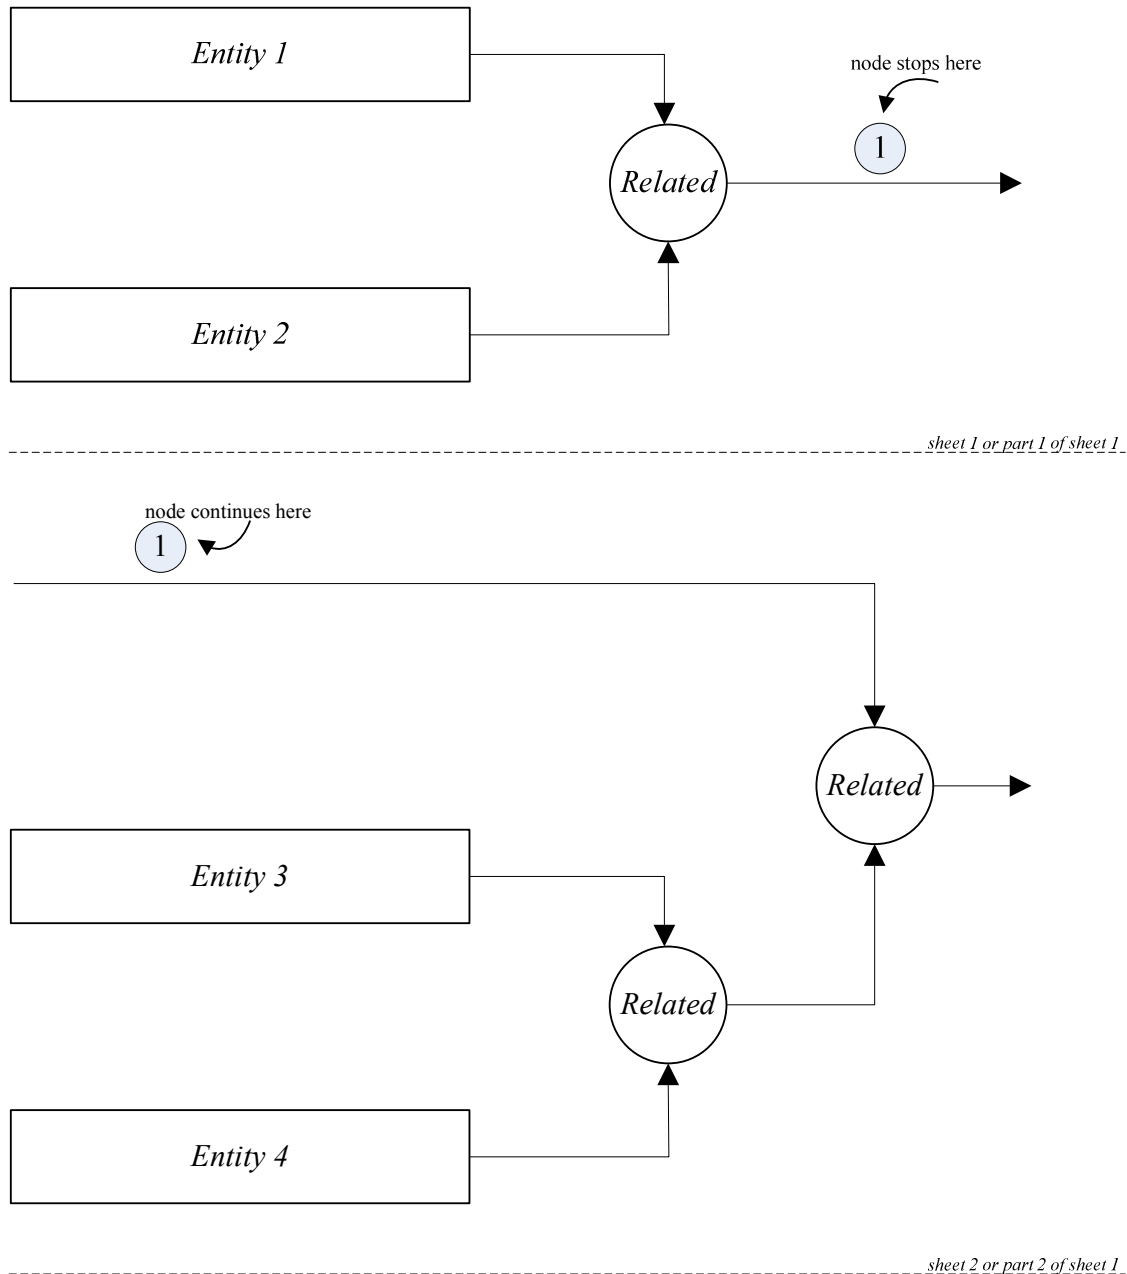 Entity 1
node stops here
1
Related
Entity 2
sheet 1 or part 1 of sheet 1
node continues here
1
Related
Entity 3
Related
Entity 4
sheet 2 or part 2 of sheet 1